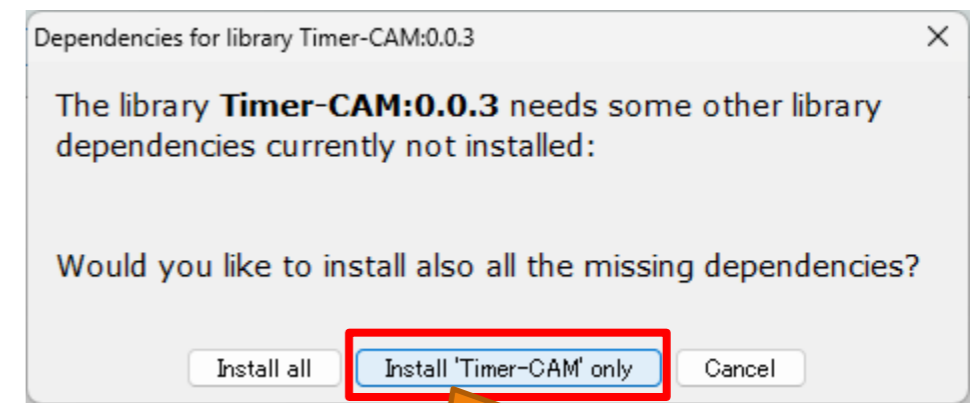 Dependencies for library Timer-CAM:0.0.3
The library Timer-CAM:0.0.3 needs some other library
dependencies currently not installed:
Would you like to install also all the missing dependencies?
Install all
Install 'Timer-CAM' only
Cancel